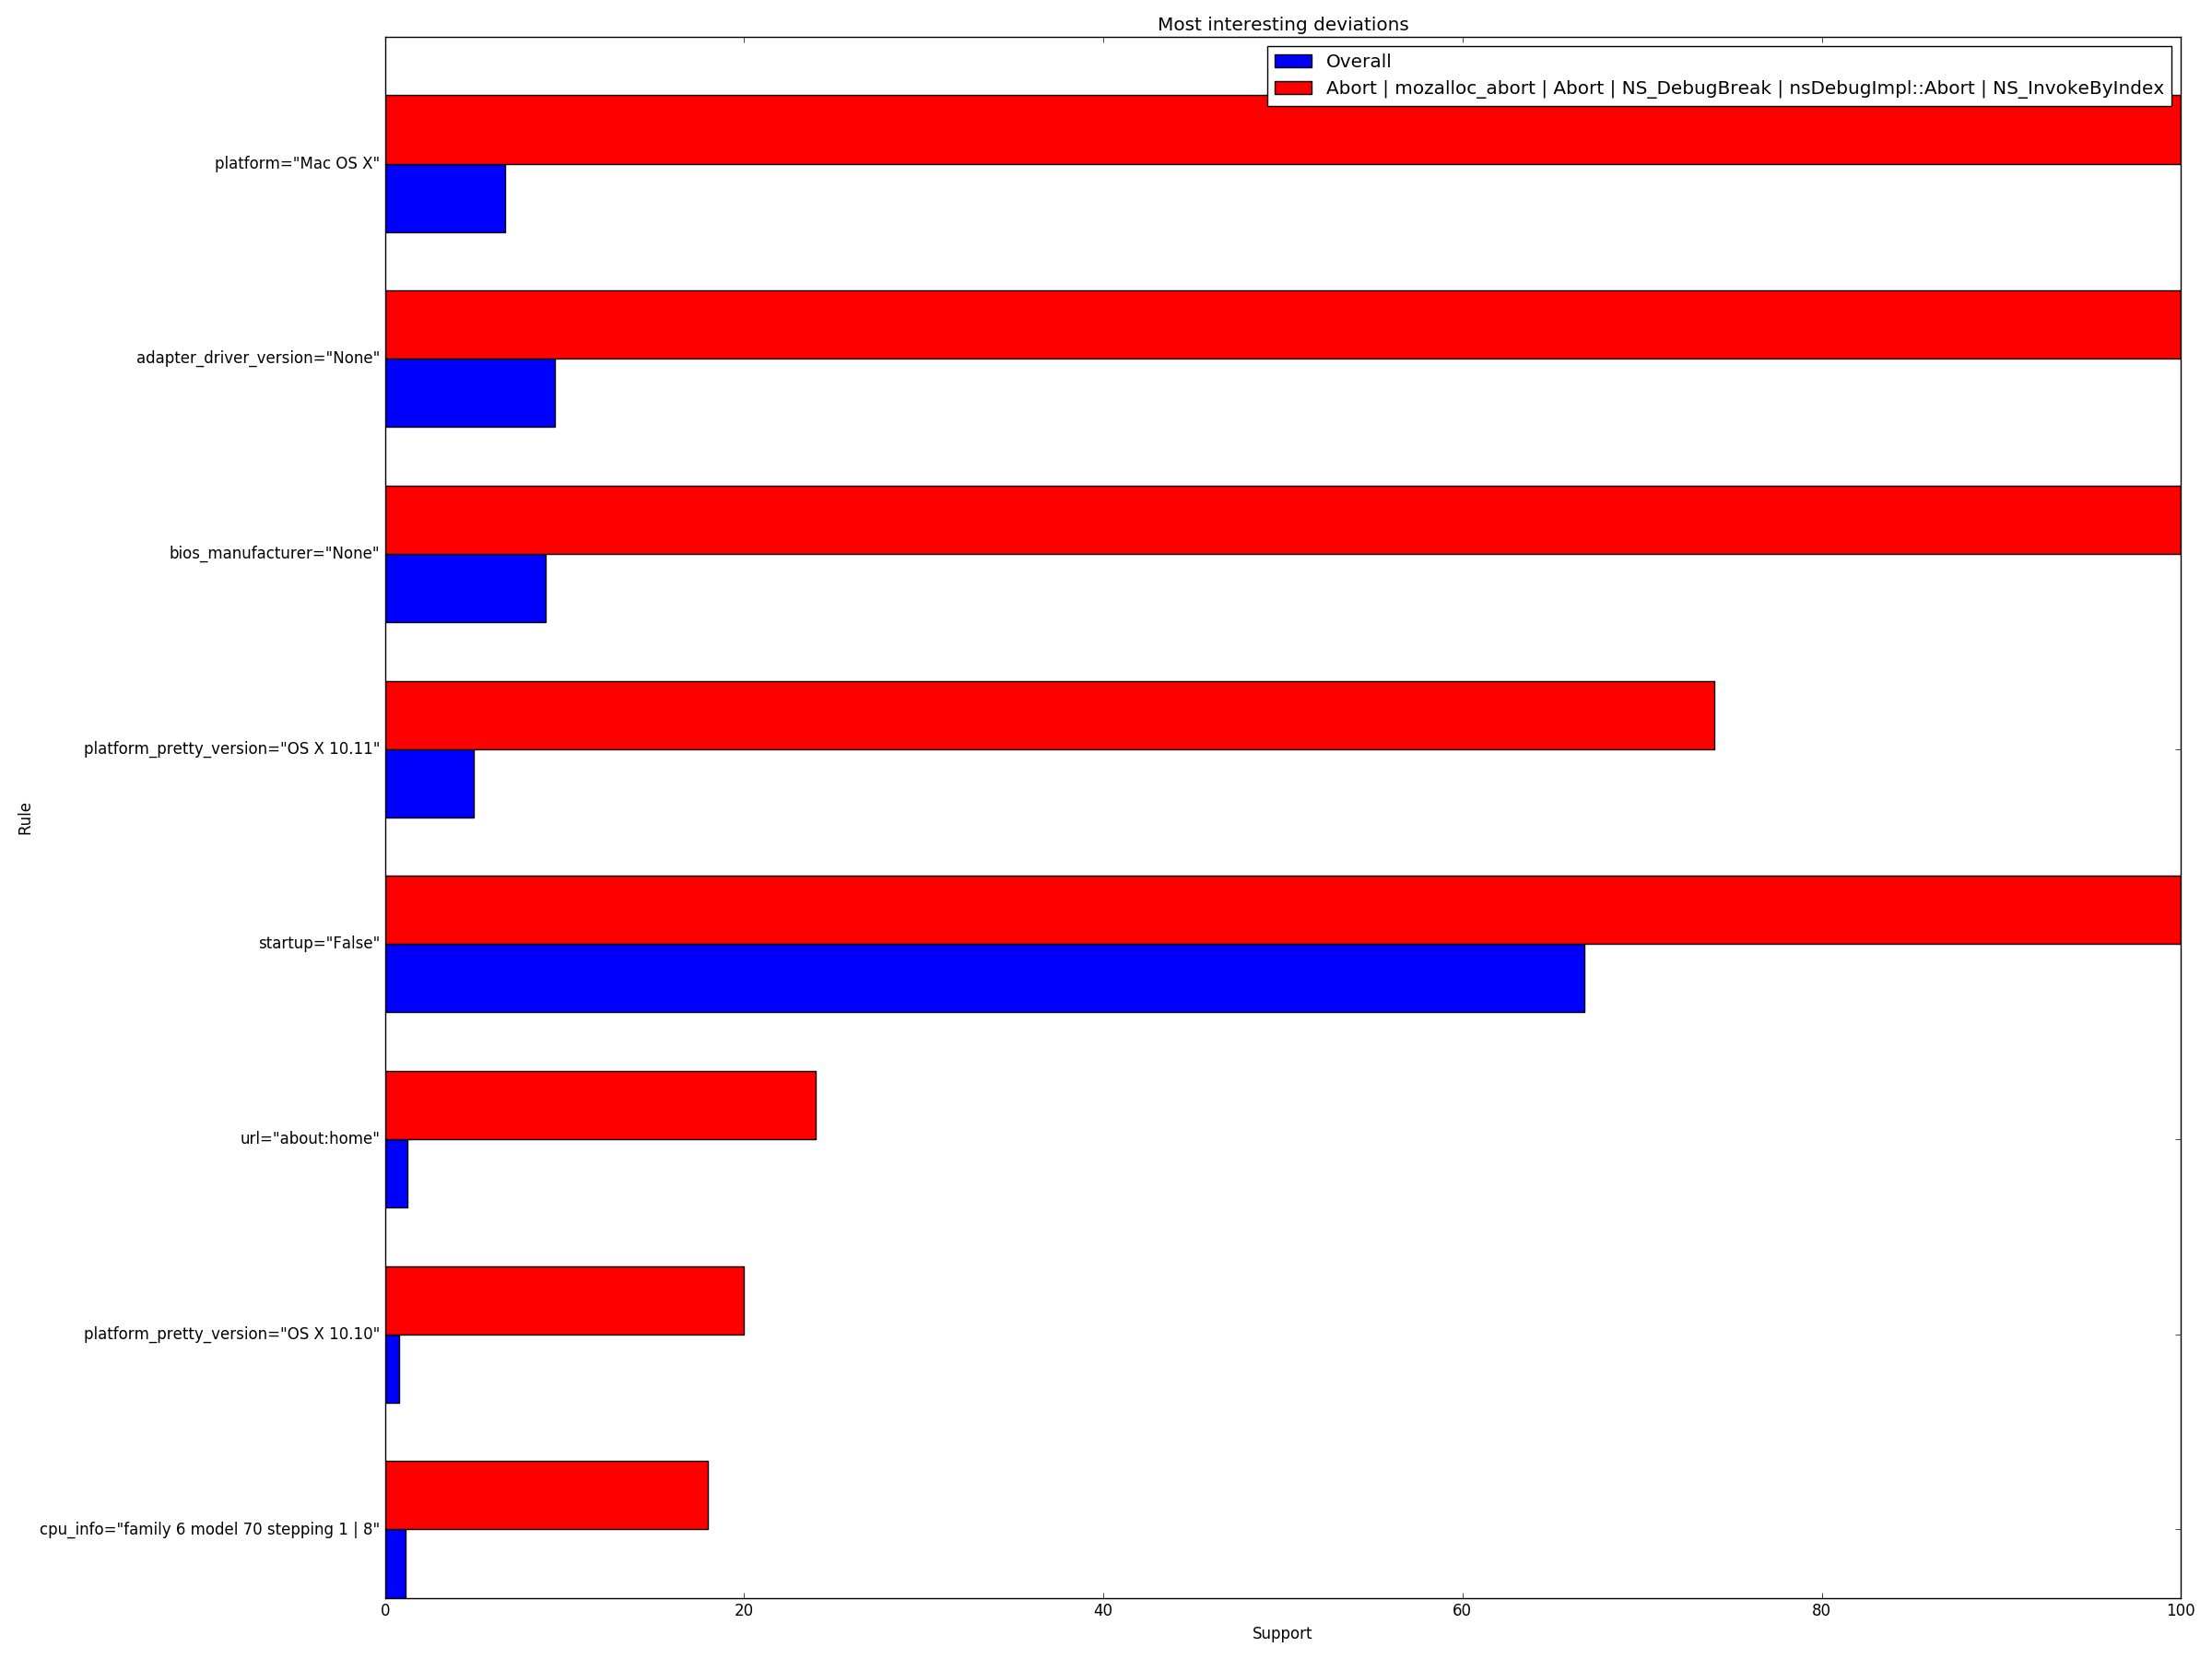 Most interesting deviations
Overall
Abort | mozalloc_abort | Abort | NS_DebugBreak | nsDebugImpl::Abort | NS_InvokeByIndex
platform="Mac OS X"
adapter_driver_version="None"
bios_manufacturer="None"
platform_pretty_version="OS X 10.11"
Rule
startup="False"
url="about:home"
platform_pretty_version="OS X 10.10"
cpu_info="family 6 model 70 stepping 1 | 8"
0 20 40 60 80 100
Support